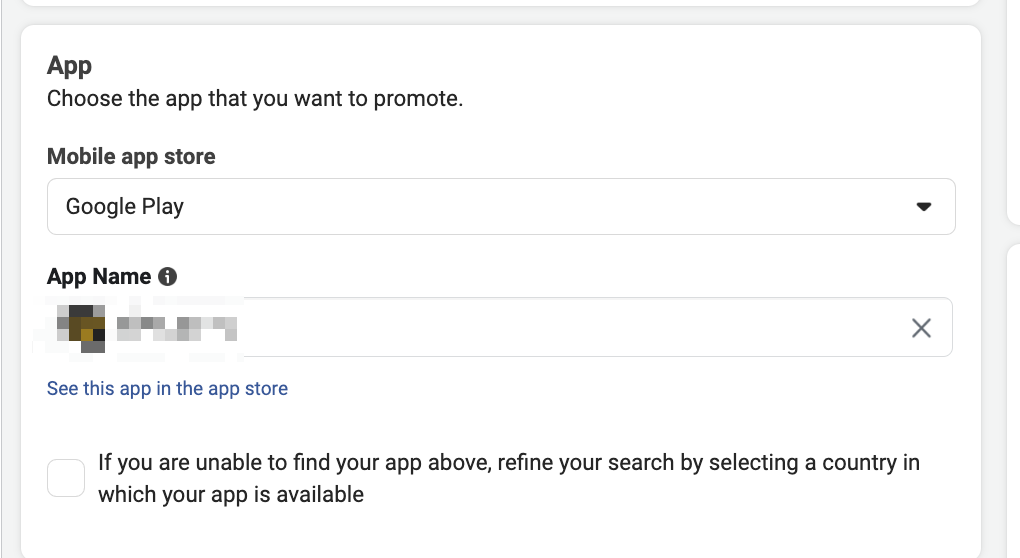 App
Choose the app that you want to promote.
Mobile app store
Google Play
App Name
See this app in the app store
If you are unable to find your app above, refine your search by selecting a country in
which your app is available